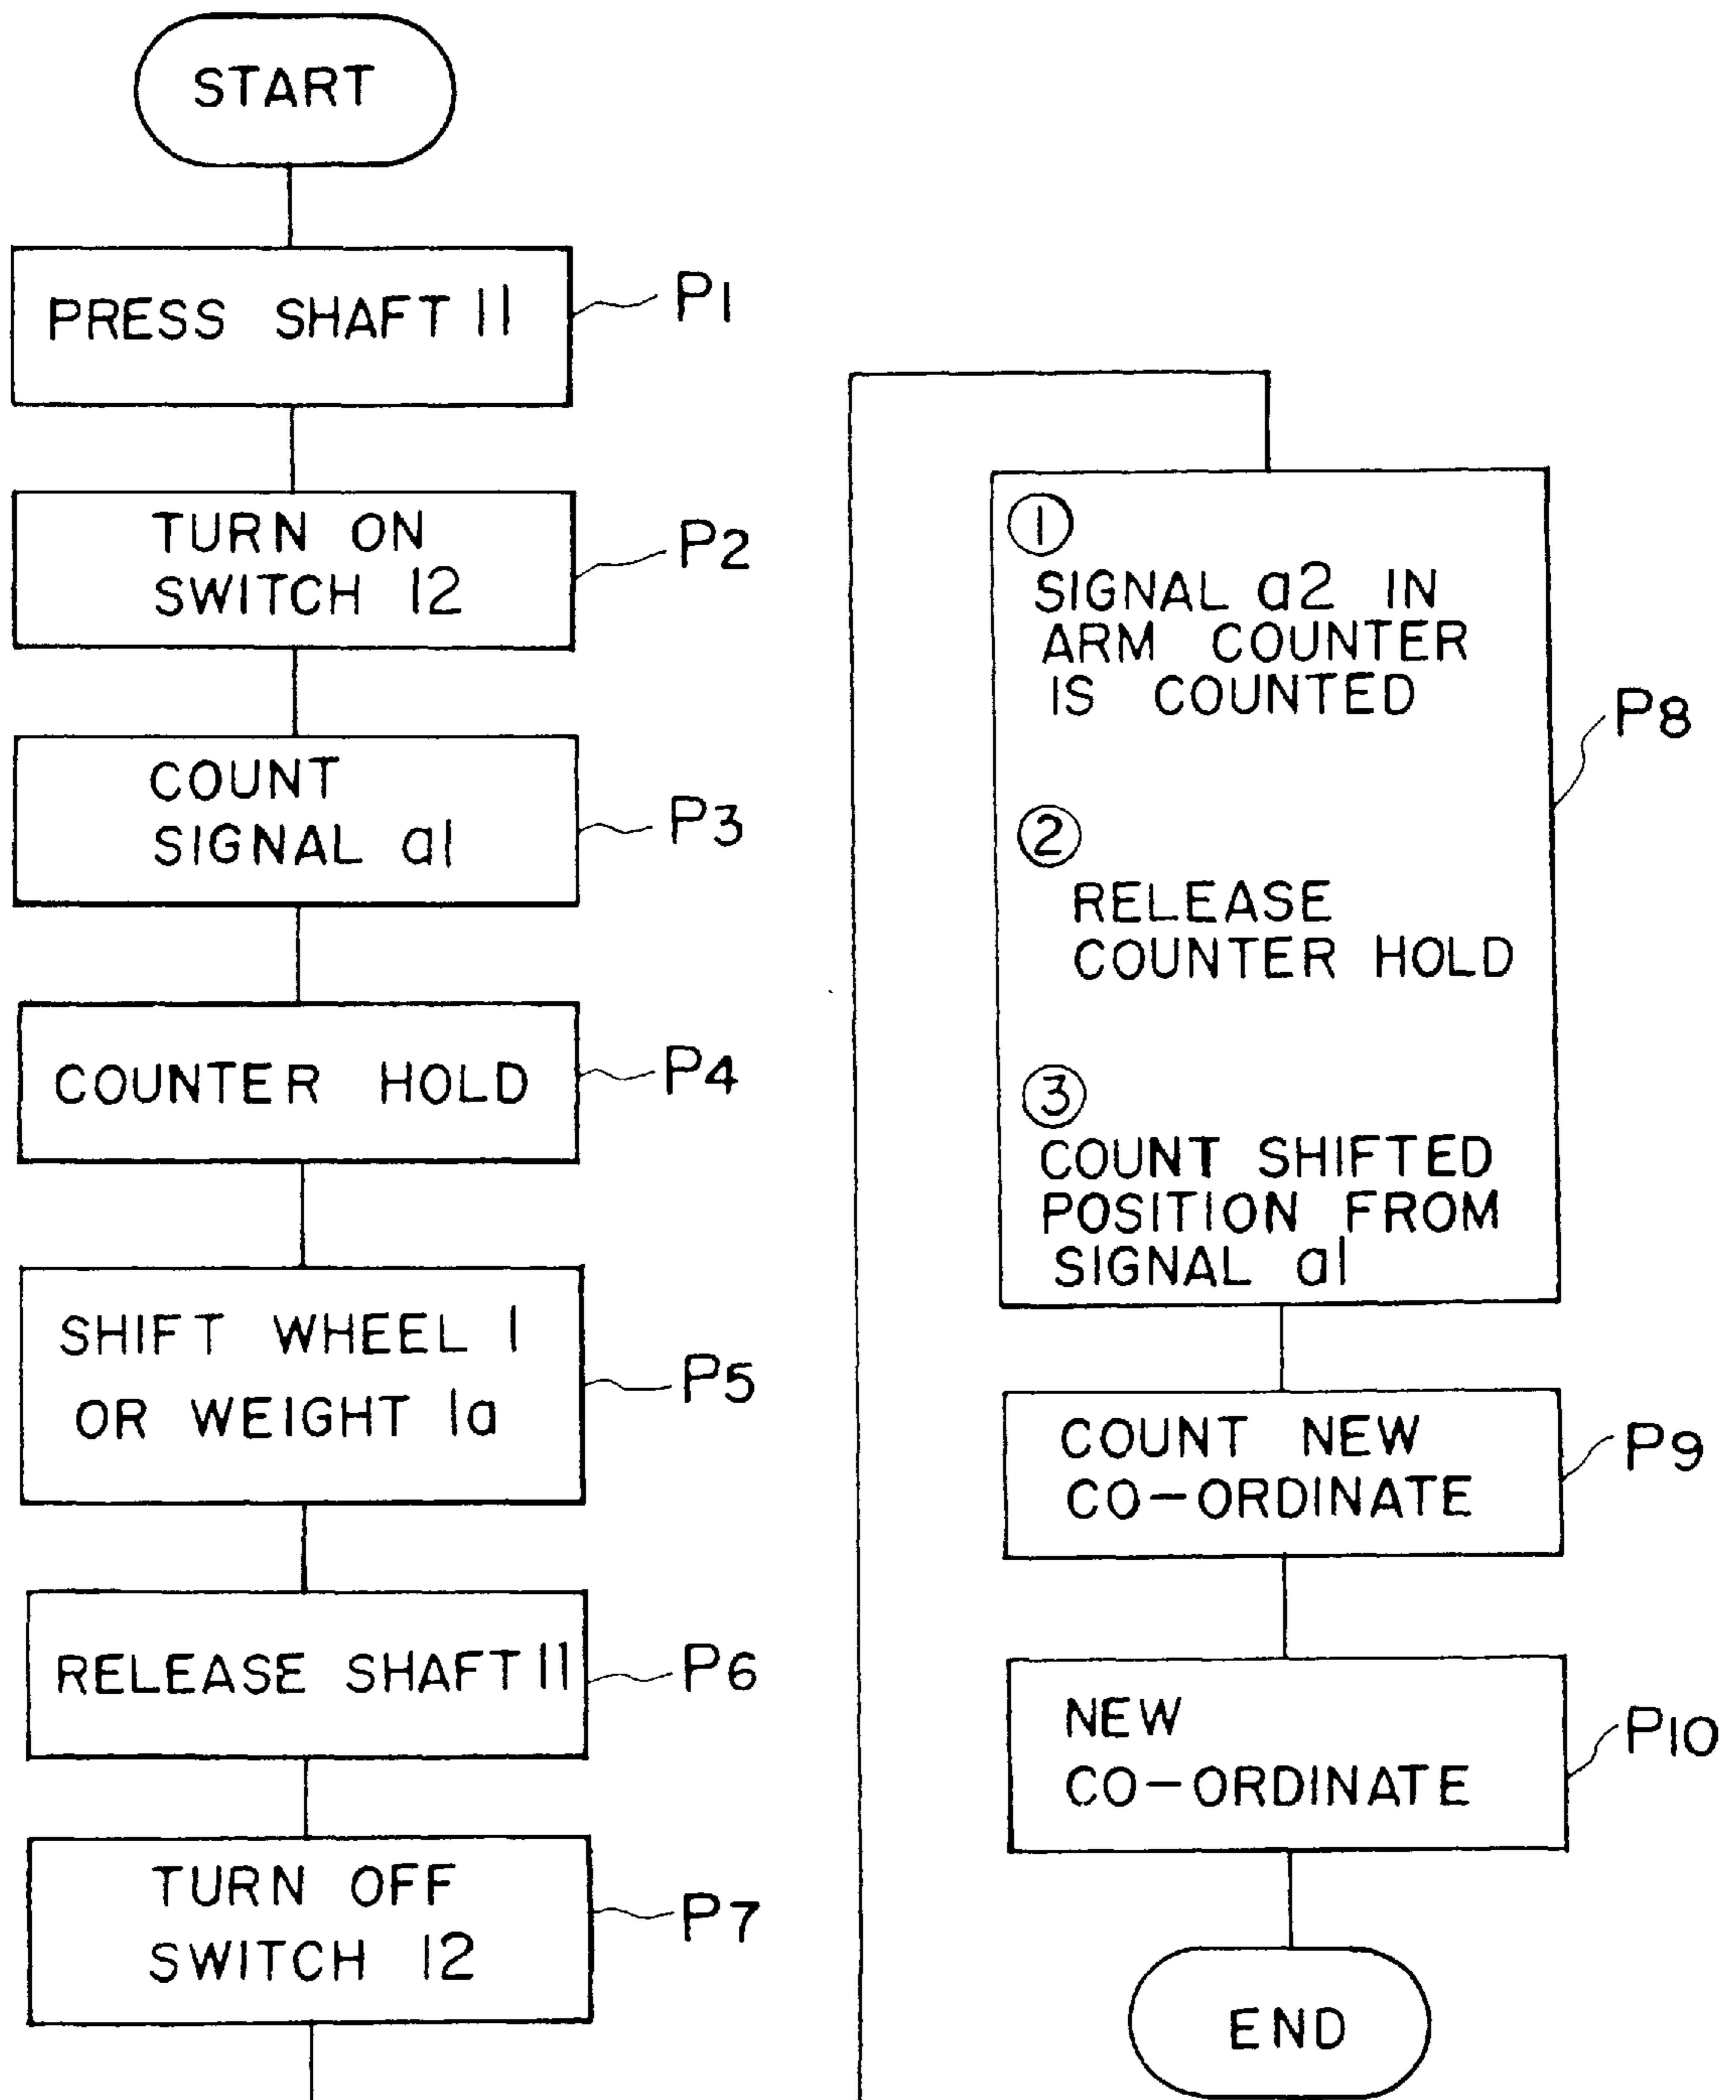 START
PRESS SHAFT 11
P1
TURN ON
SWITCH 12
P2
COUNT
SIGNAL a1
P3
COUNTER HOLD
P4
SHIFT WHEEL 1
OR WEIGHT 1a
P5
RELEASE SHAFT 11
P6
TURN OFF
SWITCH 12
P7
①
SIGNAL a2 IN
ARM COUNTER
IS COUNTED
②
RELEASE
COUNTER HOLD
③
COUNT SHIFTED
POSITION FROM
SIGNAL a1
P8
COUNT NEW
CO-ORDINATE
P9
NEW
CO-ORDINATE
P10
END